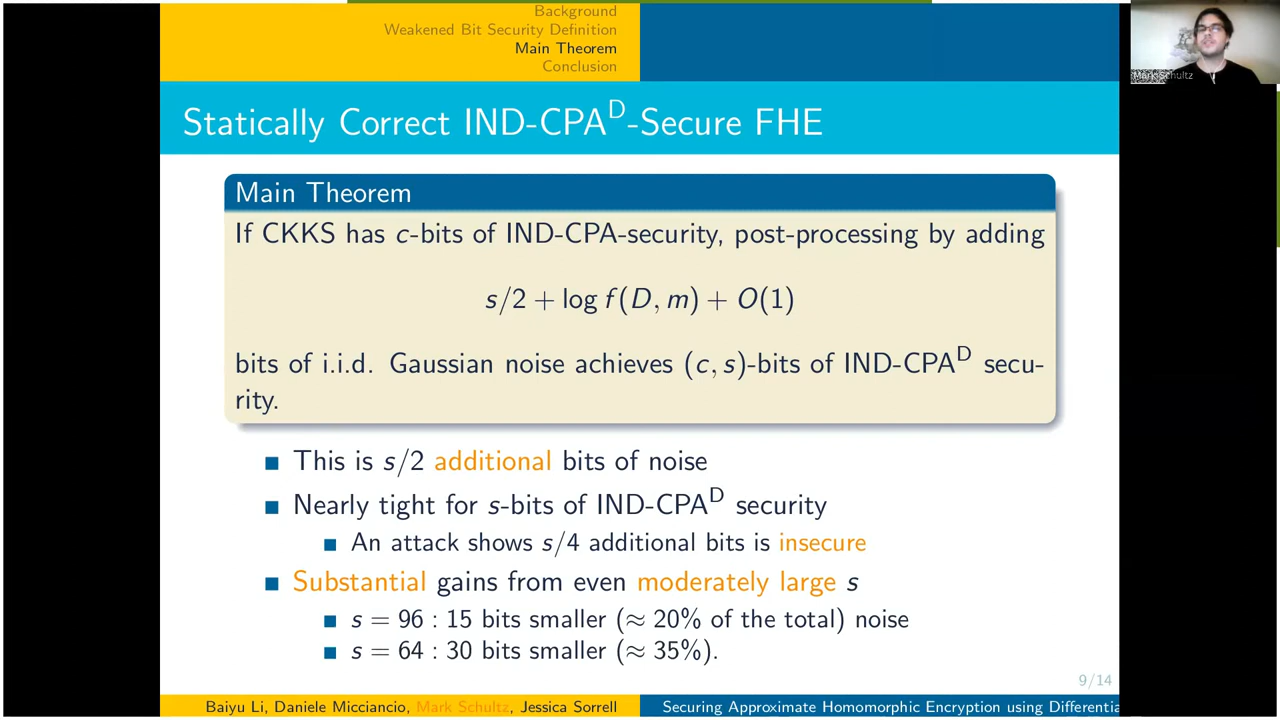 Background
Weakened Bit Security Definition
Main Theorem
Conclusion
Mark Schultz
Statically Correct IND-CPA^D-Secure FHE
Main Theorem
If CKKS has c-bits of IND-CPA-security, post-processing by adding
s/2 + log f(D, m) + O(1)
bits of i.i.d. Gaussian noise achieves (c, s)-bits of IND-CPA^D secu-
rity.
■ This is s/2 additional bits of noise
■ Nearly tight for s-bits of IND-CPA^D security
■ An attack shows s/4 additional bits is insecure
■ Substantial gains from even moderately large s
■ s = 96 : 15 bits smaller (≈ 20% of the total) noise
■ s = 64 : 30 bits smaller (≈ 35%).
9/14
Baiyu Li, Daniele Micciancio, Mark Schultz, Jessica Sorrell
Securing Approximate Homomorphic Encryption using Differentia